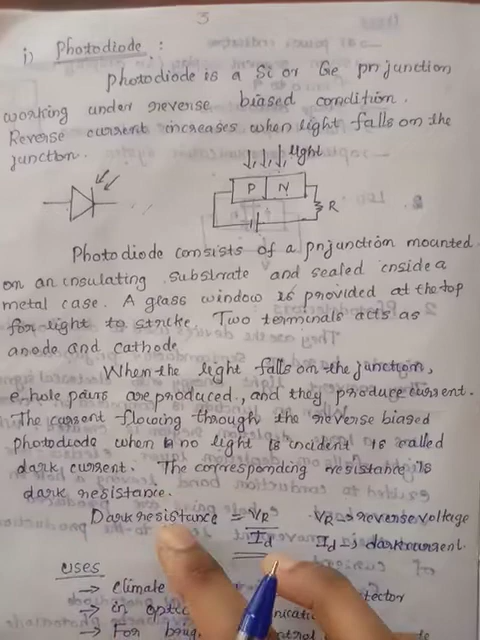 3
i) Photodiode :
Photodiode is a Si or Ge pn junction
working under reverse biased condition.
Reverse current increases when light falls on the
junction.
light
P N
R
Photodiode consists of a pn junction mounted
on an insulating substrate and sealed inside a
metal case. A glass window is provided at the top
for light to strike. Two terminals acts as
anode and cathode
When the light falls on the junction,
e-hole pairs are produced, and they produce current.
The current flowing through the reverse biased
photodiode when no light is incident is called
dark current. The corresponding resistance is
dark resistance.
Dark resistance = VR / Id VR → reverse voltage
Id → dark current.
Uses
→ climate
→ in optic
→ For